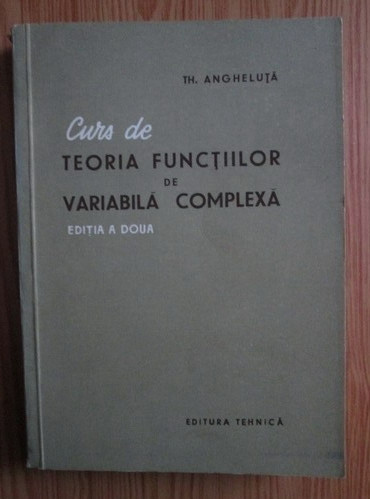 TH. ANGHELUȚĂ
Curs de
TEORIA FUNCȚIILOR
DE
VARIABILĂ COMPLEXĂ
EDIȚIA A DOUA
EDITURA TEHNICĂ